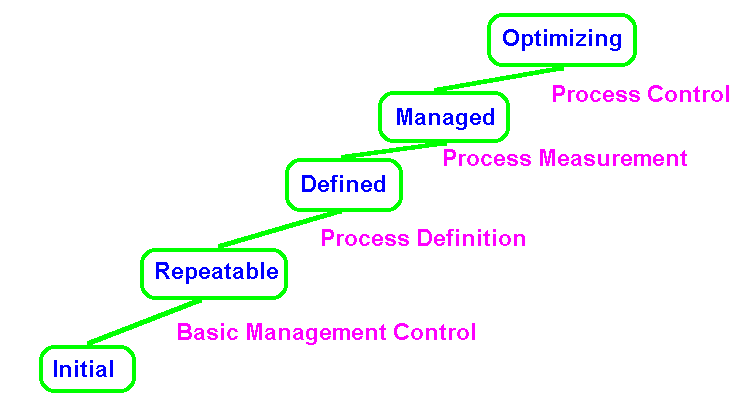 Optimizing
Process Control
Managed
Process Measurement
Defined
Process Definition
Repeatable
Basic Management Control
Initial